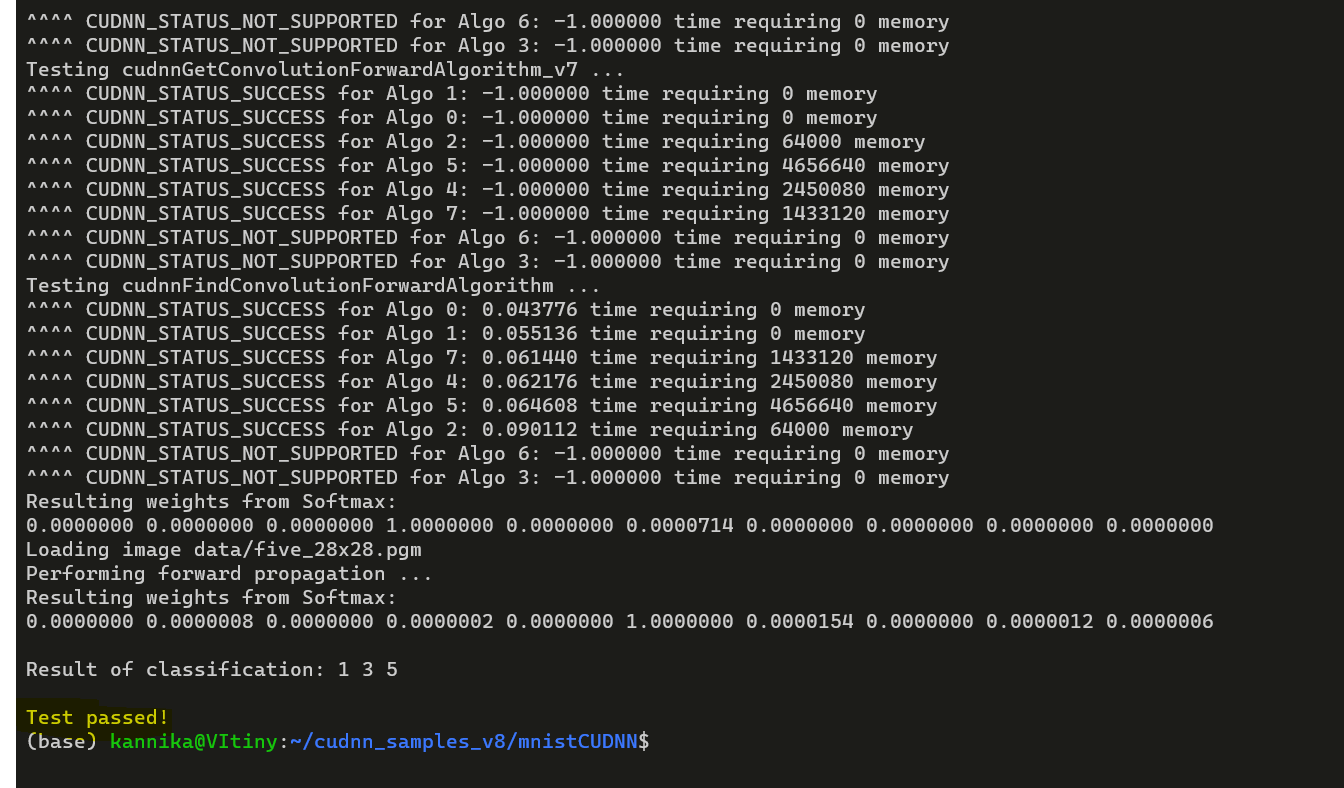 ^^^^ CUDNN_STATUS_NOT_SUPPORTED for Algo 6: -1.000000 time requiring 0 memory
^^^^ CUDNN_STATUS_NOT_SUPPORTED for Algo 3: -1.000000 time requiring 0 memory
Testing cudnnGetConvolutionForwardAlgorithm_v7 ...
^^^^ CUDNN_STATUS_SUCCESS for Algo 1: -1.000000 time requiring 0 memory
^^^^ CUDNN_STATUS_SUCCESS for Algo 0: -1.000000 time requiring 0 memory
^^^^ CUDNN_STATUS_SUCCESS for Algo 2: -1.000000 time requiring 64000 memory
^^^^ CUDNN_STATUS_SUCCESS for Algo 5: -1.000000 time requiring 4656640 memory
^^^^ CUDNN_STATUS_SUCCESS for Algo 4: -1.000000 time requiring 2450080 memory
^^^^ CUDNN_STATUS_SUCCESS for Algo 7: -1.000000 time requiring 1433120 memory
^^^^ CUDNN_STATUS_NOT_SUPPORTED for Algo 6: -1.000000 time requiring 0 memory
^^^^ CUDNN_STATUS_NOT_SUPPORTED for Algo 3: -1.000000 time requiring 0 memory
Testing cudnnFindConvolutionForwardAlgorithm ...
^^^^ CUDNN_STATUS_SUCCESS for Algo 0: 0.043776 time requiring 0 memory
^^^^ CUDNN_STATUS_SUCCESS for Algo 1: 0.055136 time requiring 0 memory
^^^^ CUDNN_STATUS_SUCCESS for Algo 7: 0.061440 time requiring 1433120 memory
^^^^ CUDNN_STATUS_SUCCESS for Algo 4: 0.062176 time requiring 2450080 memory
^^^^ CUDNN_STATUS_SUCCESS for Algo 5: 0.064608 time requiring 4656640 memory
^^^^ CUDNN_STATUS_SUCCESS for Algo 2: 0.090112 time requiring 64000 memory
^^^^ CUDNN_STATUS_NOT_SUPPORTED for Algo 6: -1.000000 time requiring 0 memory
^^^^ CUDNN_STATUS_NOT_SUPPORTED for Algo 3: -1.000000 time requiring 0 memory
Resulting weights from Softmax:
0.0000000 0.0000000 0.0000000 1.0000000 0.0000000 0.0000714 0.0000000 0.0000000 0.0000000 0.0000000
Loading image data/five_28x28.pgm
Performing forward propagation ...
Resulting weights from Softmax:
0.0000000 0.0000008 0.0000000 0.0000002 0.0000000 1.0000000 0.0000154 0.0000000 0.0000012 0.0000006
Result of classification: 1 3 5
Test passed!
(base) kannika@VItiny:~/cudnn_samples_v8/mnistCUDNN$